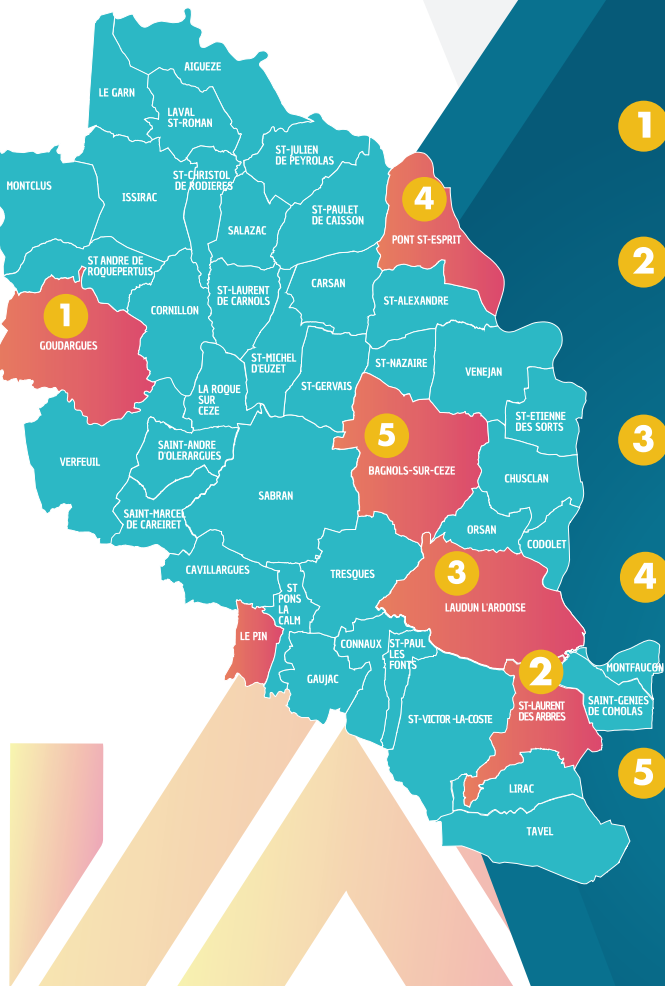 AIGUEZE
LE GARN
LAVAL
ST-ROMAN
1
ST-JULIEN
DE PEYROLAS
ST-CHRISTOL
DE RODIERES
MONTCLUS
ISSIRAC
4
ST-PAULET
DE CAISSON
SALAZAC
PONT ST-ESPRIT
2
ST ANDRE DE
ROQUEPERTUIS
CARSAN
ST-LAURENT
DE CARNOLS
ST-ALEXANDRE
CORNILLON
1
GOUDARGUES
ST-MICHEL
D'EUZET
ST-NAZAIRE
VENEJAN
ST-GERVAIS
LA ROQUE
SUR
CEZE
ST-ETIENNE
DES SORTS
5
3
SAINT-ANDRE
D'OLERARGUES
VERFEUIL
BAGNOLS-SUR-CEZE
CHUSCLAN
SABRAN
SAINT-MARCEL
DE CAREIRET
ORSAN
CODOLET
CAVILLARGUES
TRESQUES
3
4
ST
PONS
LA
CALM
LAUDUN L'ARDOISE
LE PIN
CONNAUX
ST-PAUL
LES
FONTS
2
MONTFAUCON
GAUJAC
ST-LAURENT
DES ARBRES
SAINT-GENIES
DE COMOLAS
ST-VICTOR-LA-COSTE
5
LIRAC
TAVEL